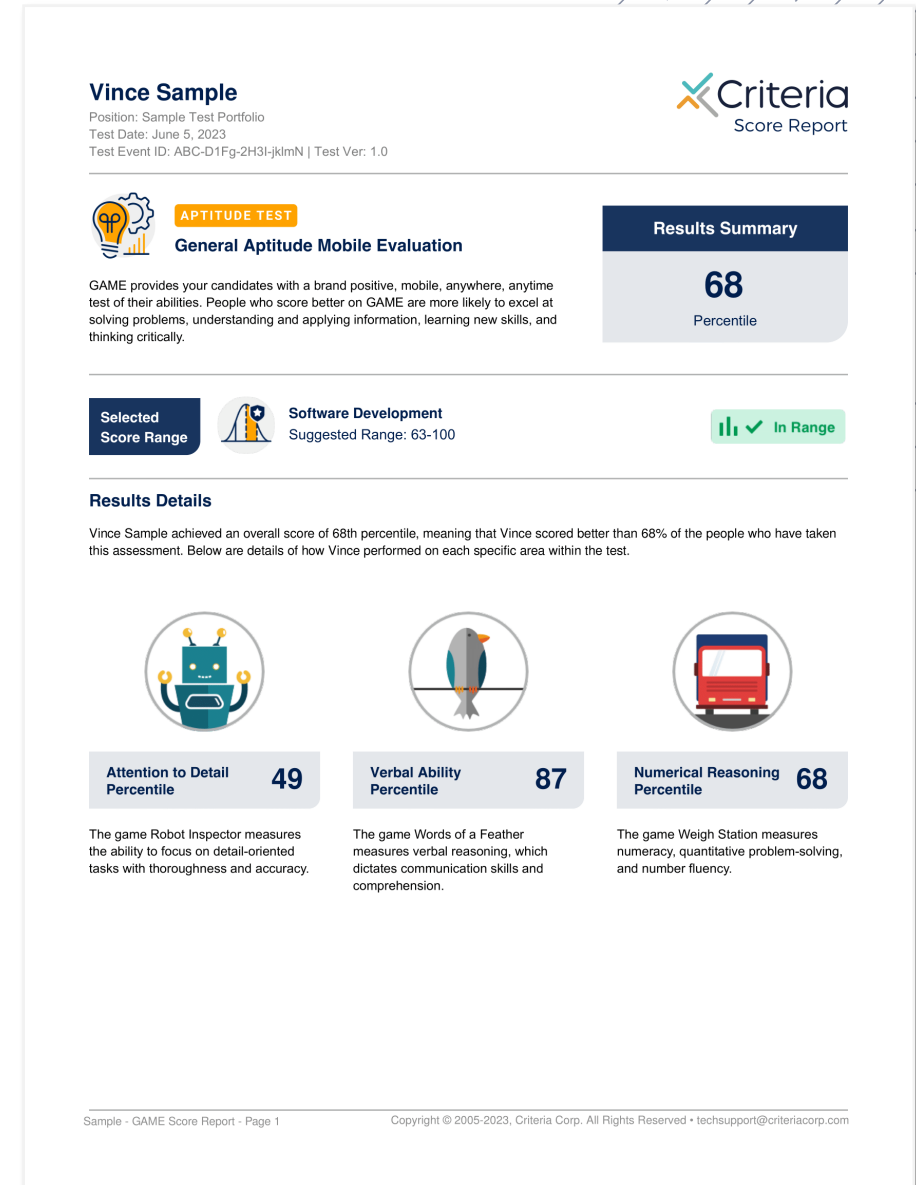 Vince Sample
Position: Sample Test Portfolio
Test Date: June 5, 2023
Test Event ID: ABC-D1Fg-2H3I-jklmN | Test Ver: 1.0
Criteria
Score Report
APTITUDE TEST
General Aptitude Mobile Evaluation
GAME provides your candidates with a brand positive, mobile, anywhere, anytime
test of their abilities. People who score better on GAME are more likely to excel at
solving problems, understanding and applying information, learning new skills, and
thinking critically.
Results Summary
68
Percentile
Selected
Score Range
Software Development
Suggested Range: 63-100
In Range
Results Details
Vince Sample achieved an overall score of 68th percentile, meaning that Vince scored better than 68% of the people who have taken
this assessment. Below are details of how Vince performed on each specific area within the test.
Attention to Detail
Percentile
49
The game Robot Inspector measures
the ability to focus on detail-oriented
tasks with thoroughness and accuracy.
Verbal Ability
Percentile
87
The game Words of a Feather
measures verbal reasoning, which
dictates communication skills and
comprehension.
Numerical Reasoning
Percentile
68
The game Weigh Station measures
numeracy, quantitative problem-solving,
and number fluency.
Sample - GAME Score Report - Page 1
Copyright © 2005-2023, Criteria Corp. All Rights Reserved • techsupport@criteriacorp.com